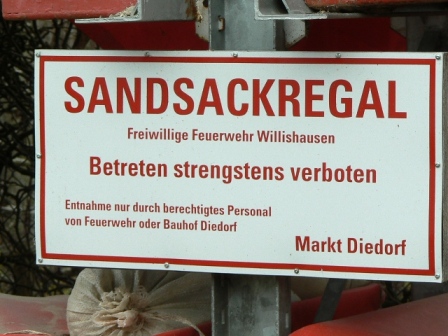 SANDSACKREGAL
Freiwillige Feuerwehr Willishausen
Betreten strengstens verboten
Entnahme nur durch berechtigtes Personal
von Feuerwehr oder Bauhof Diedorf
Markt Diedorf